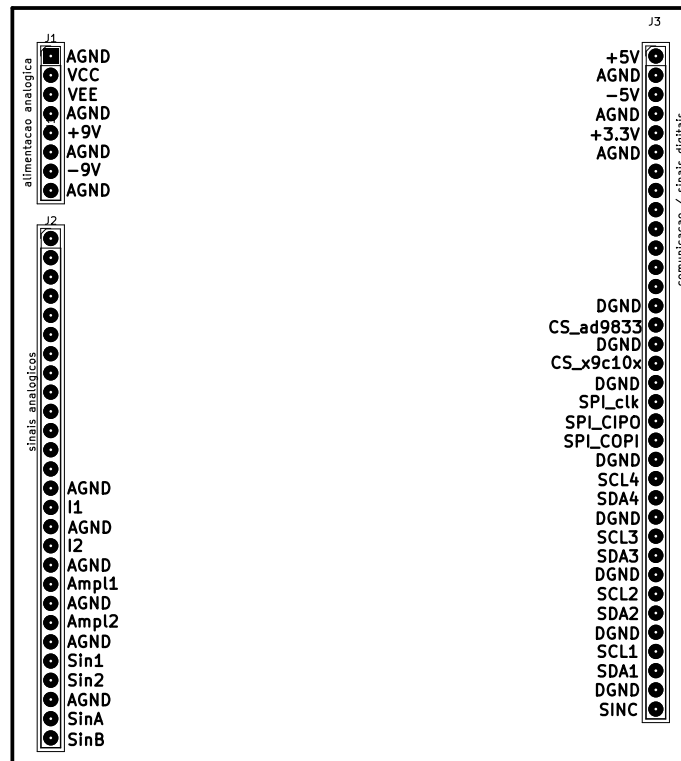 J1
alimentacao analogica
AGND
VCC
VEE
AGND
+9V
AGND
-9V
AGND
J2
sinais analogicos
AGND
I1
AGND
I2
AGND
Ampl1
AGND
Ampl2
AGND
Sin1
Sin2
AGND
SinA
SinB
J3
comunicacao / sinais digitais
+5V
AGND
-5V
AGND
+3.3V
AGND
DGND
CS_ad9833
DGND
CS_x9c10x
DGND
SPI_clk
SPI_CIPO
SPI_COPI
DGND
SCL4
SDA4
DGND
SCL3
SDA3
DGND
SCL2
SDA2
DGND
SCL1
SDA1
DGND
SINC